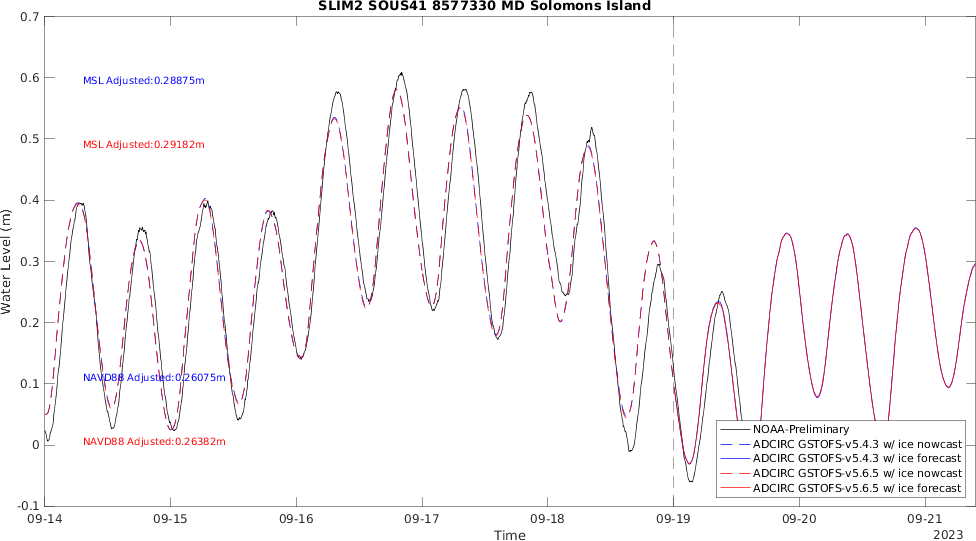 SLIM2 SOUS41 8577330 MD Solomons Island
0.7
0.6
0.5
0.4
0.3
0.2
0.1
0
-0.1
Water Level (m)
MSL Adjusted:0.28875m
MSL Adjusted:0.29182m
NAVD88 Adjusted:0.26075m
NAVD88 Adjusted:0.26382m
NOAA-Preliminary
ADCIRC GSTOFS-v5.4.3 w/ ice nowcast
ADCIRC GSTOFS-v5.4.3 w/ ice forecast
ADCIRC GSTOFS-v5.6.5 w/ ice nowcast
ADCIRC GSTOFS-v5.6.5 w/ ice forecast
09-14 09-15 09-16 09-17 09-18 09-19 09-20 09-21
Time
2023